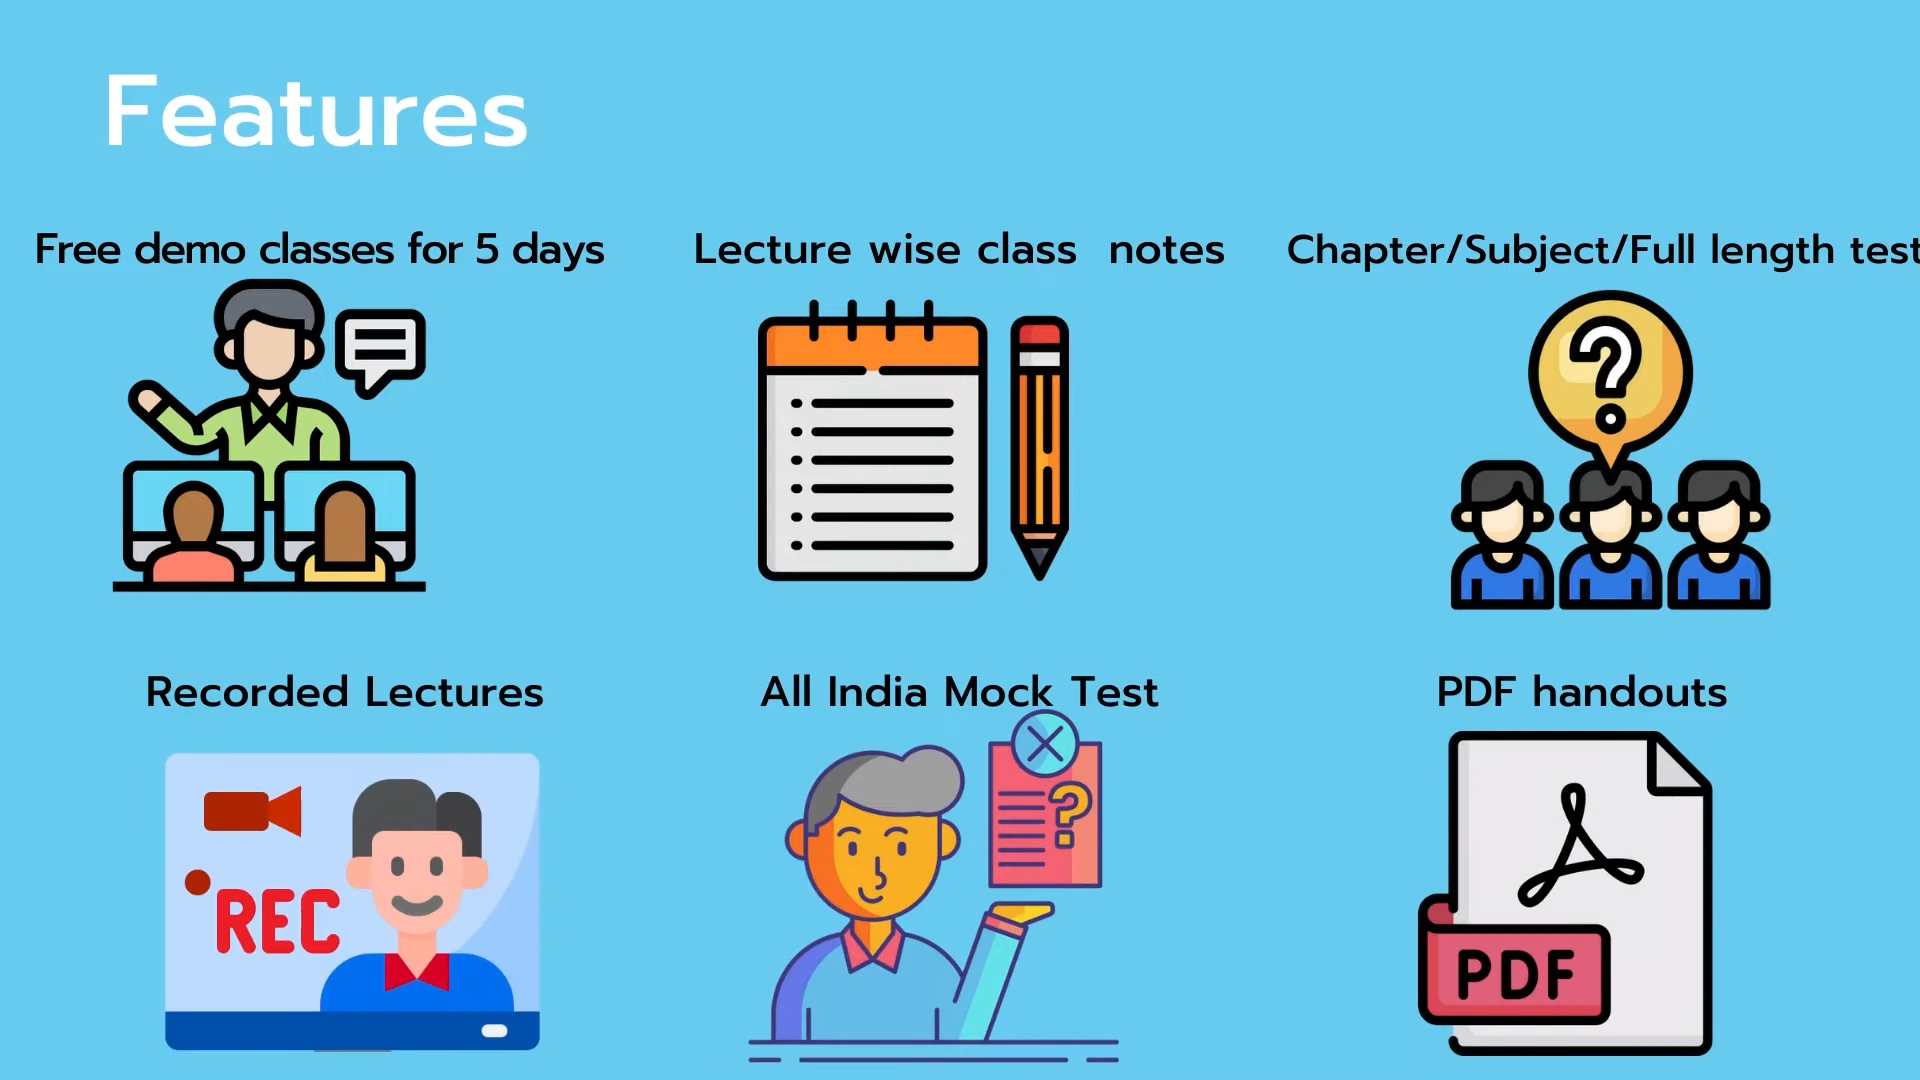 Features
Free demo classes for 5 days
Lecture wise class notes
Chapter/Subject/Full length test
Recorded Lectures
All India Mock Test
PDF handouts
REC
?
PDF